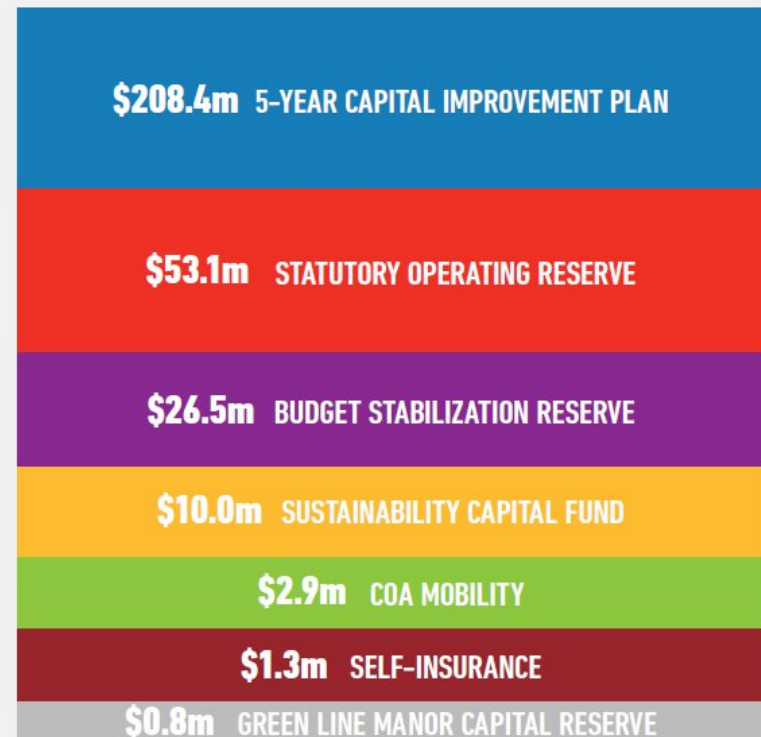 $208.4m 5-YEAR CAPITAL IMPROVEMENT PLAN
$53.1m STATUTORY OPERATING RESERVE
$26.5m BUDGET STABILIZATION RESERVE
$10.0m SUSTAINABILITY CAPITAL FUND
$2.9m COA MOBILITY
$1.3m SELF-INSURANCE
$0.8m GREEN LINE MANOR CAPITAL RESERVE